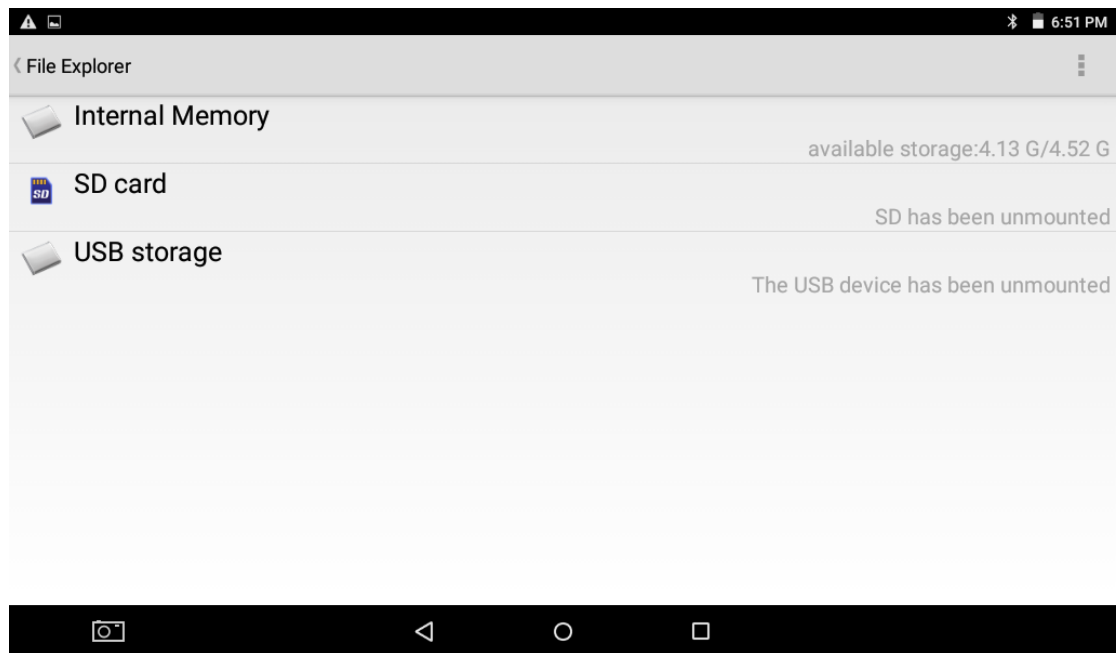 6:51 PM
File Explorer
Internal Memory
available storage:4.13 G/4.52 G
SD
SD card
SD has been unmounted
USB storage
The USB device has been unmounted